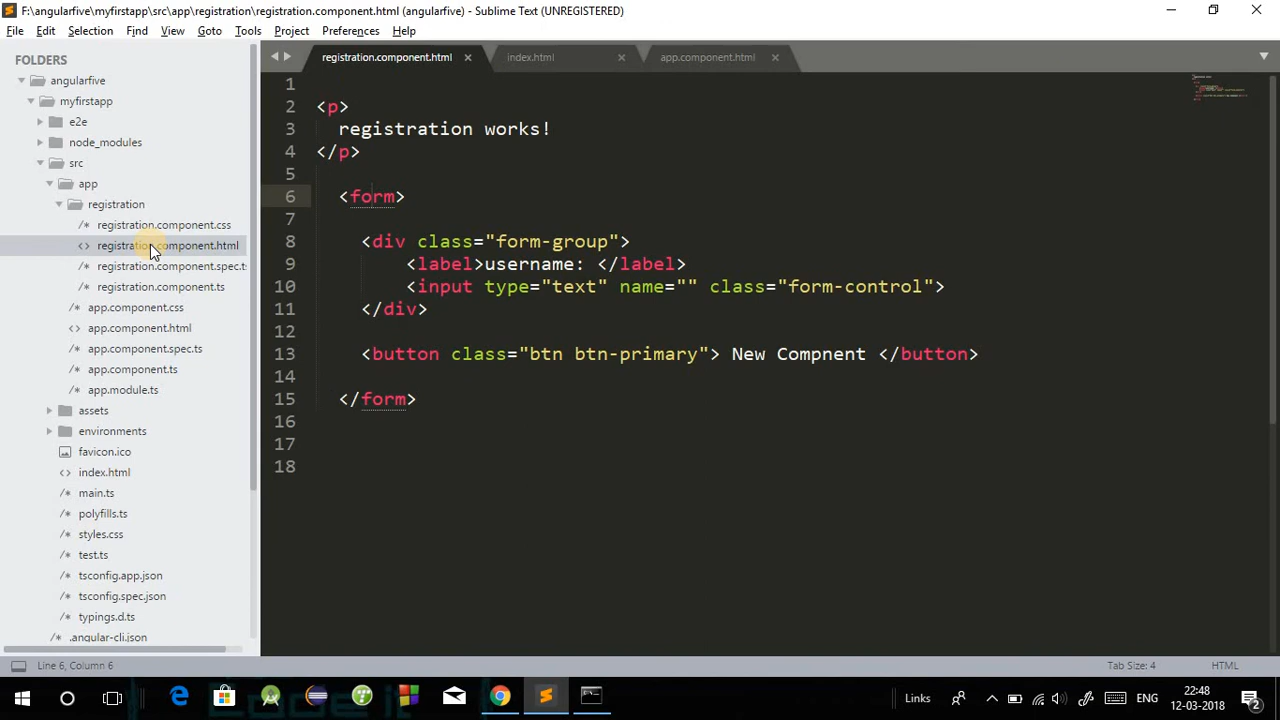 F:\angularfive\myfirstapp\src\app\registration\registration.component.html (angularfive) - Sublime Text (UNREGISTERED)
File Edit Selection Find View Goto Tools Project Preferences Help
FOLDERS
angularfive
myfirstapp
e2e
node_modules
src
app
registration
registration.component.css
registration.component.html
registration.component.spec.ts
registration.component.ts
app.component.css
app.component.html
app.component.spec.ts
app.component.ts
app.module.ts
assets
environments
favicon.ico
index.html
main.ts
polyfills.ts
styles.css
test.ts
tsconfig.app.json
tsconfig.spec.json
typings.d.ts
.angular-cli.json
registration.component.html index.html app.component.html
1
2 <p>
3 registration works!
4 </p>
5
6 <form>
7
8 <div class="form-group">
9 <label>username: </label>
10 <input type="text" name="" class="form-control">
11 </div>
12
13 <button class="btn btn-primary"> New Compnent </button>
14
15 </form>
16
17
18
Line 6, Column 6 Tab Size: 4 HTML
Links ENG 22:48
12-03-2018 2